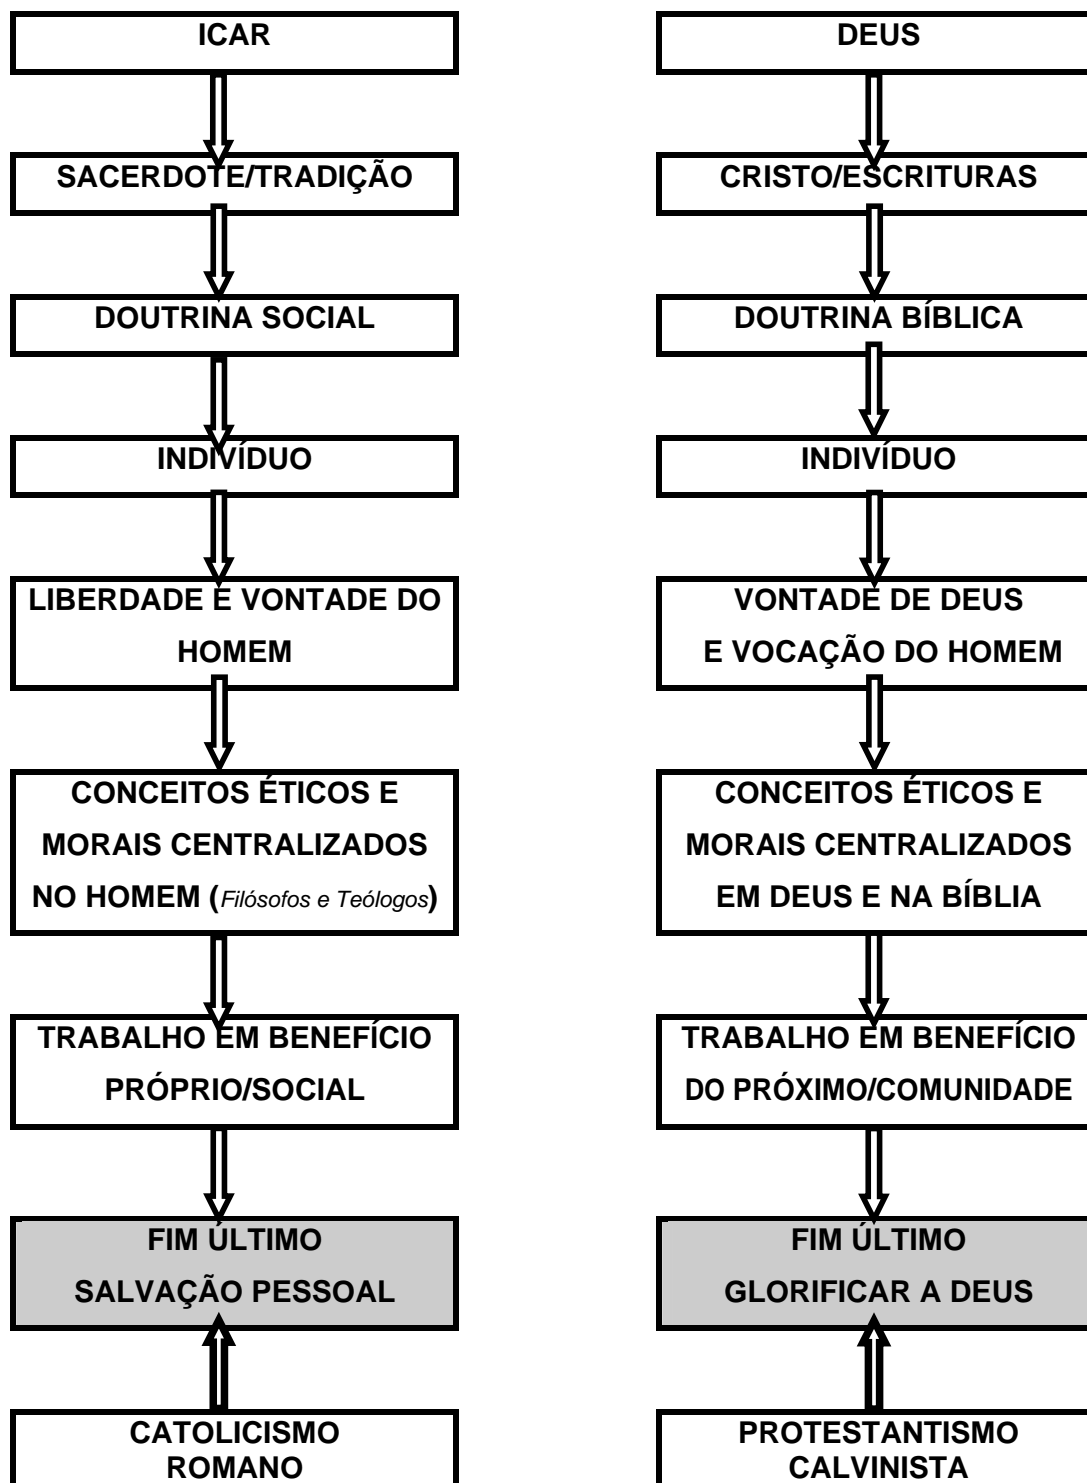 ICAR
SACERDOTE/TRADIÇÃO
DOUTRINA SOCIAL
INDIVÍDUO
LIBERDADE E VONTADE DO
HOMEM
CONCEITOS ÉTICOS E
MORAIS CENTRALIZADOS
NO HOMEM (Filósofos e Teólogos)
TRABALHO EM BENEFÍCIO
PRÓPRIO/SOCIAL
FIM ÚLTIMO
SALVAÇÃO PESSOAL
CATOLICISMO
ROMANO
DEUS
CRISTO/ESCRITURAS
DOUTRINA BÍBLICA
INDIVÍDUO
VONTADE DE DEUS
E VOCAÇÃO DO HOMEM
CONCEITOS ÉTICOS E
MORAIS CENTRALIZADOS
EM DEUS E NA BÍBLIA
TRABALHO EM BENEFÍCIO
DO PRÓXIMO/COMUNIDADE
FIM ÚLTIMO
GLORIFICAR A DEUS
PROTESTANTISMO
CALVINISTA